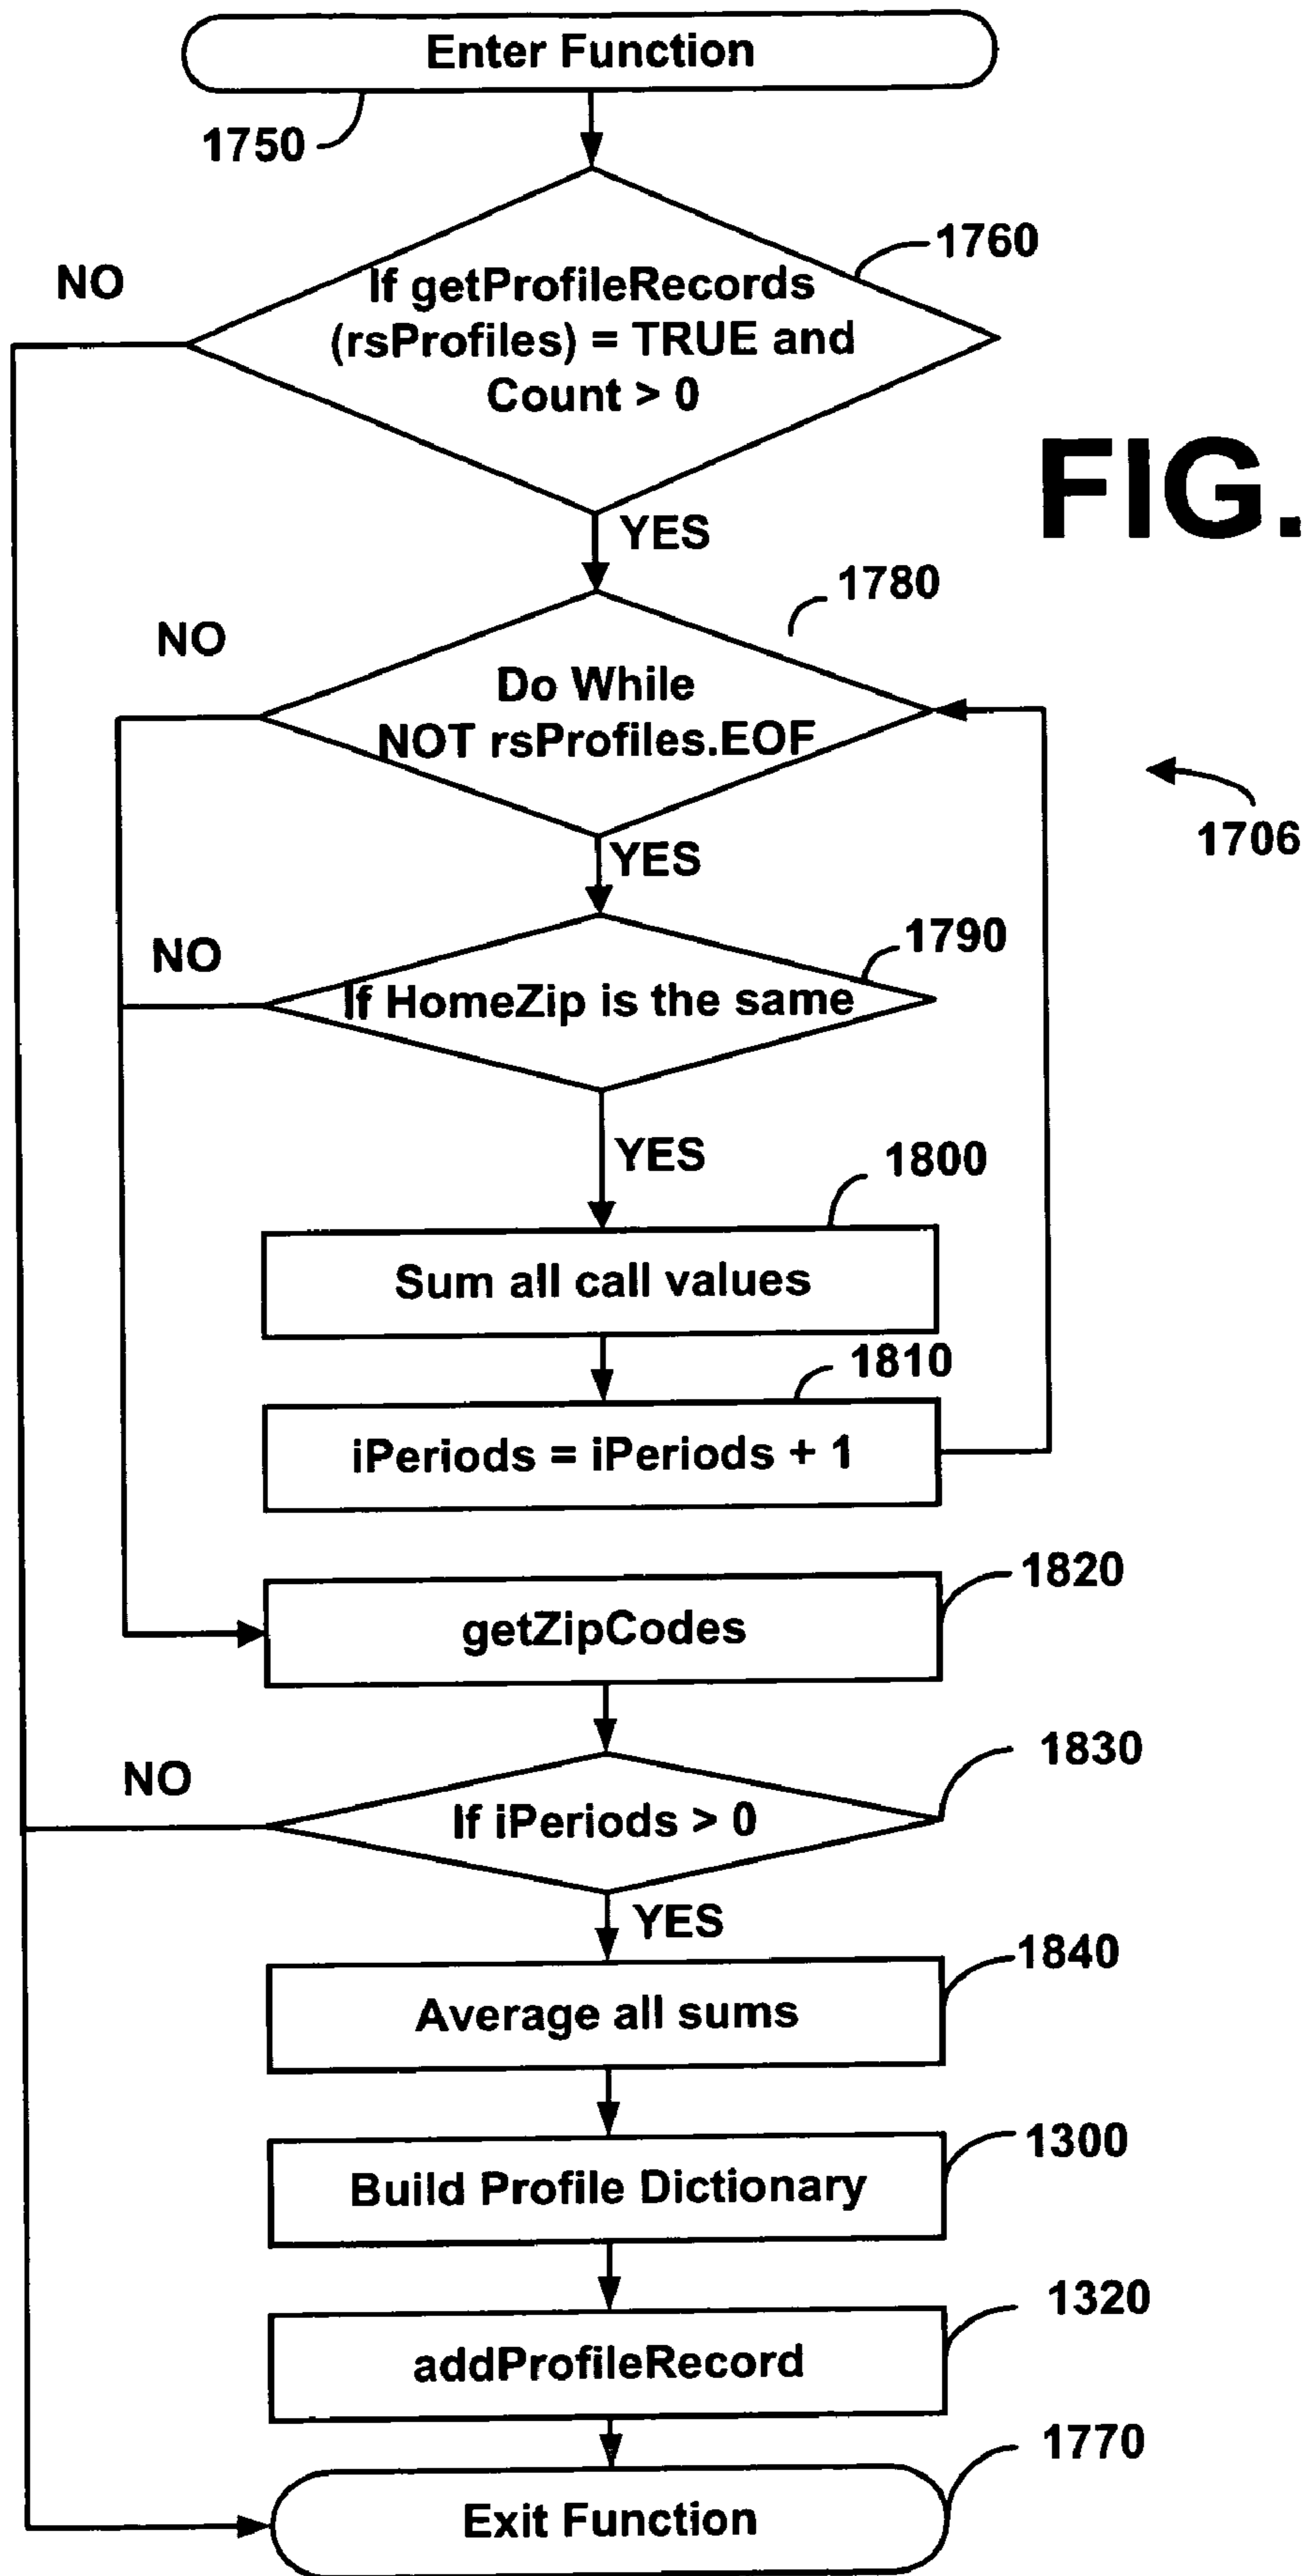 Enter Function
1750
1760
NO
If getProfileRecords
(rsProfiles) = TRUE and
Count > 0
FIG.
YES
1780
NO
Do While
NOT rsProfiles.EOF
1706
YES
1790
NO
If HomeZip is the same
YES
1800
Sum all call values
1810
iPeriods = iPeriods + 1
1820
getZipCodes
1830
NO
If iPeriods > 0
YES
1840
Average all sums
1300
Build Profile Dictionary
1320
addProfileRecord
1770
Exit Function